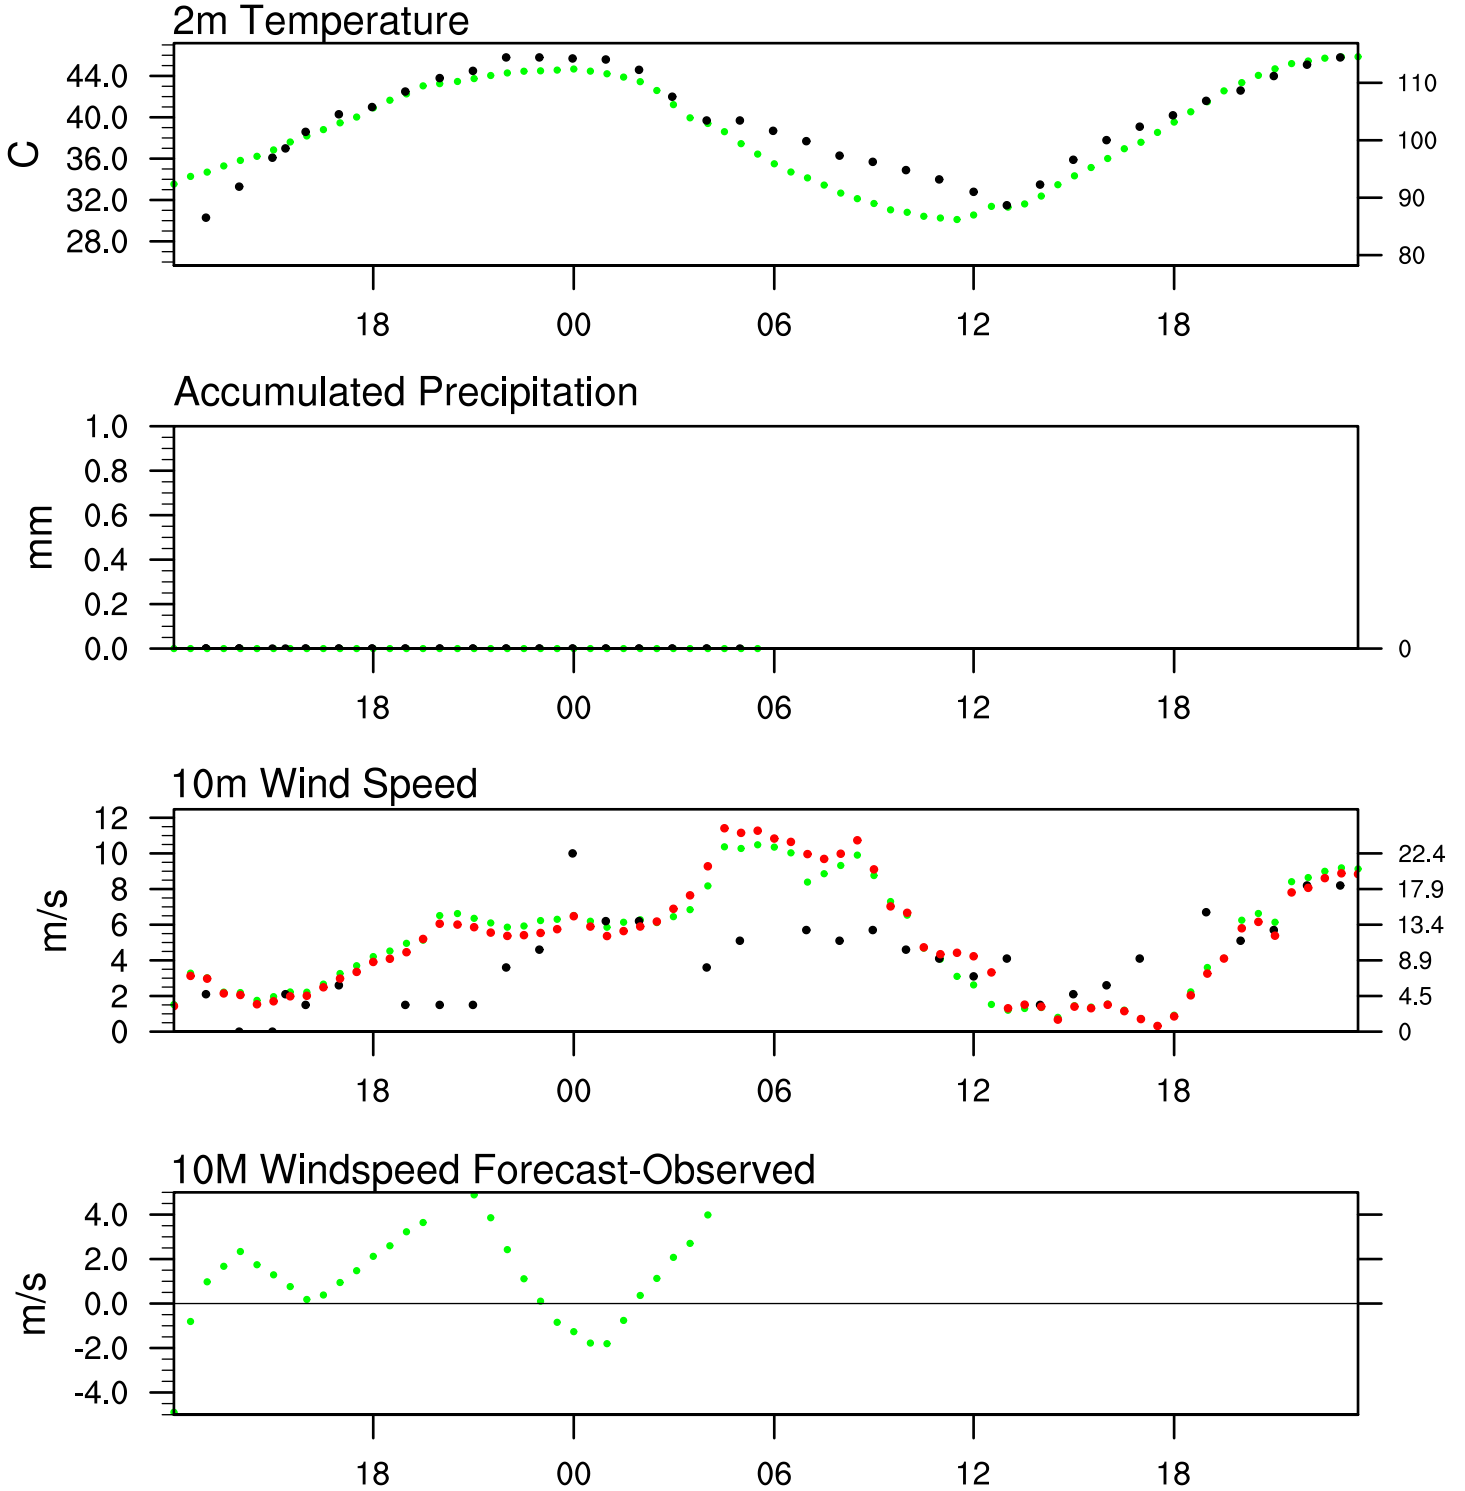 2m Temperature
44.0
40.0
36.0
32.0
28.0
C
110
100
90
80
18 00 06 12 18
Accumulated Precipitation
1.0
0.8
0.6
0.4
0.2
0.0
mm
0
18 00 06 12 18
10m Wind Speed
12
10
8
6
4
2
0
m/s
22.4
17.9
13.4
8.9
4.5
0
18 00 06 12 18
10M Windspeed Forecast-Observed
4.0
2.0
0.0
-2.0
-4.0
m/s
18 00 06 12 18